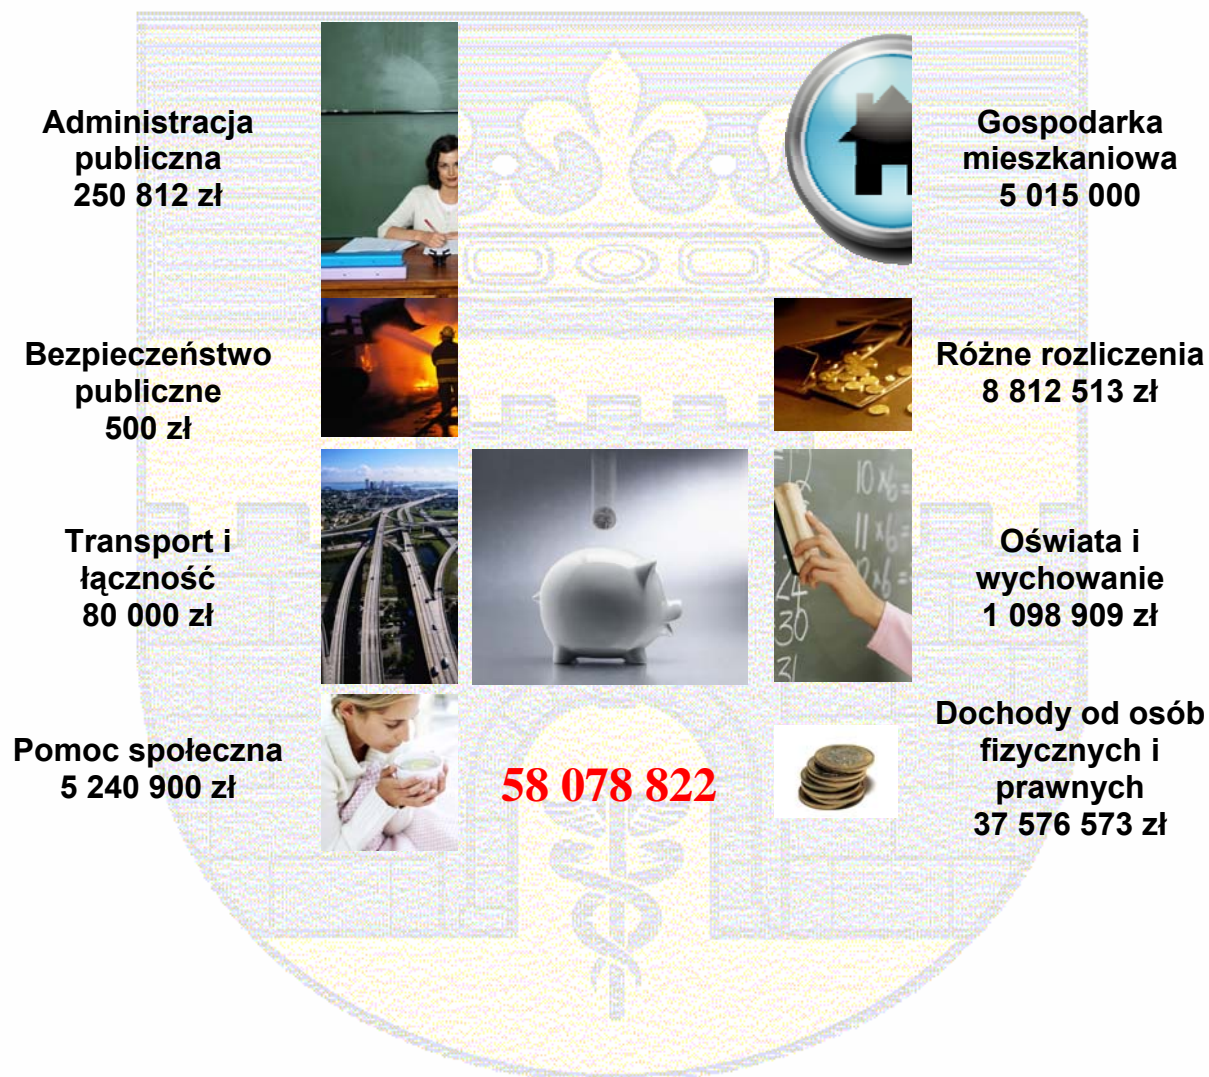 Administracja
publiczna
250 812 zł
Gospodarka
mieszkaniowa
5 015 000
Bezpieczeństwo
publiczne
500 zł
Różne rozliczenia
8 812 513 zł
Transport i
łączność
80 000 zł
Oświata i
wychowanie
1 098 909 zł
Pomoc społeczna
5 240 900 zł
58 078 822
Dochody od osób
fizycznych i
prawnych
37 576 573 zł